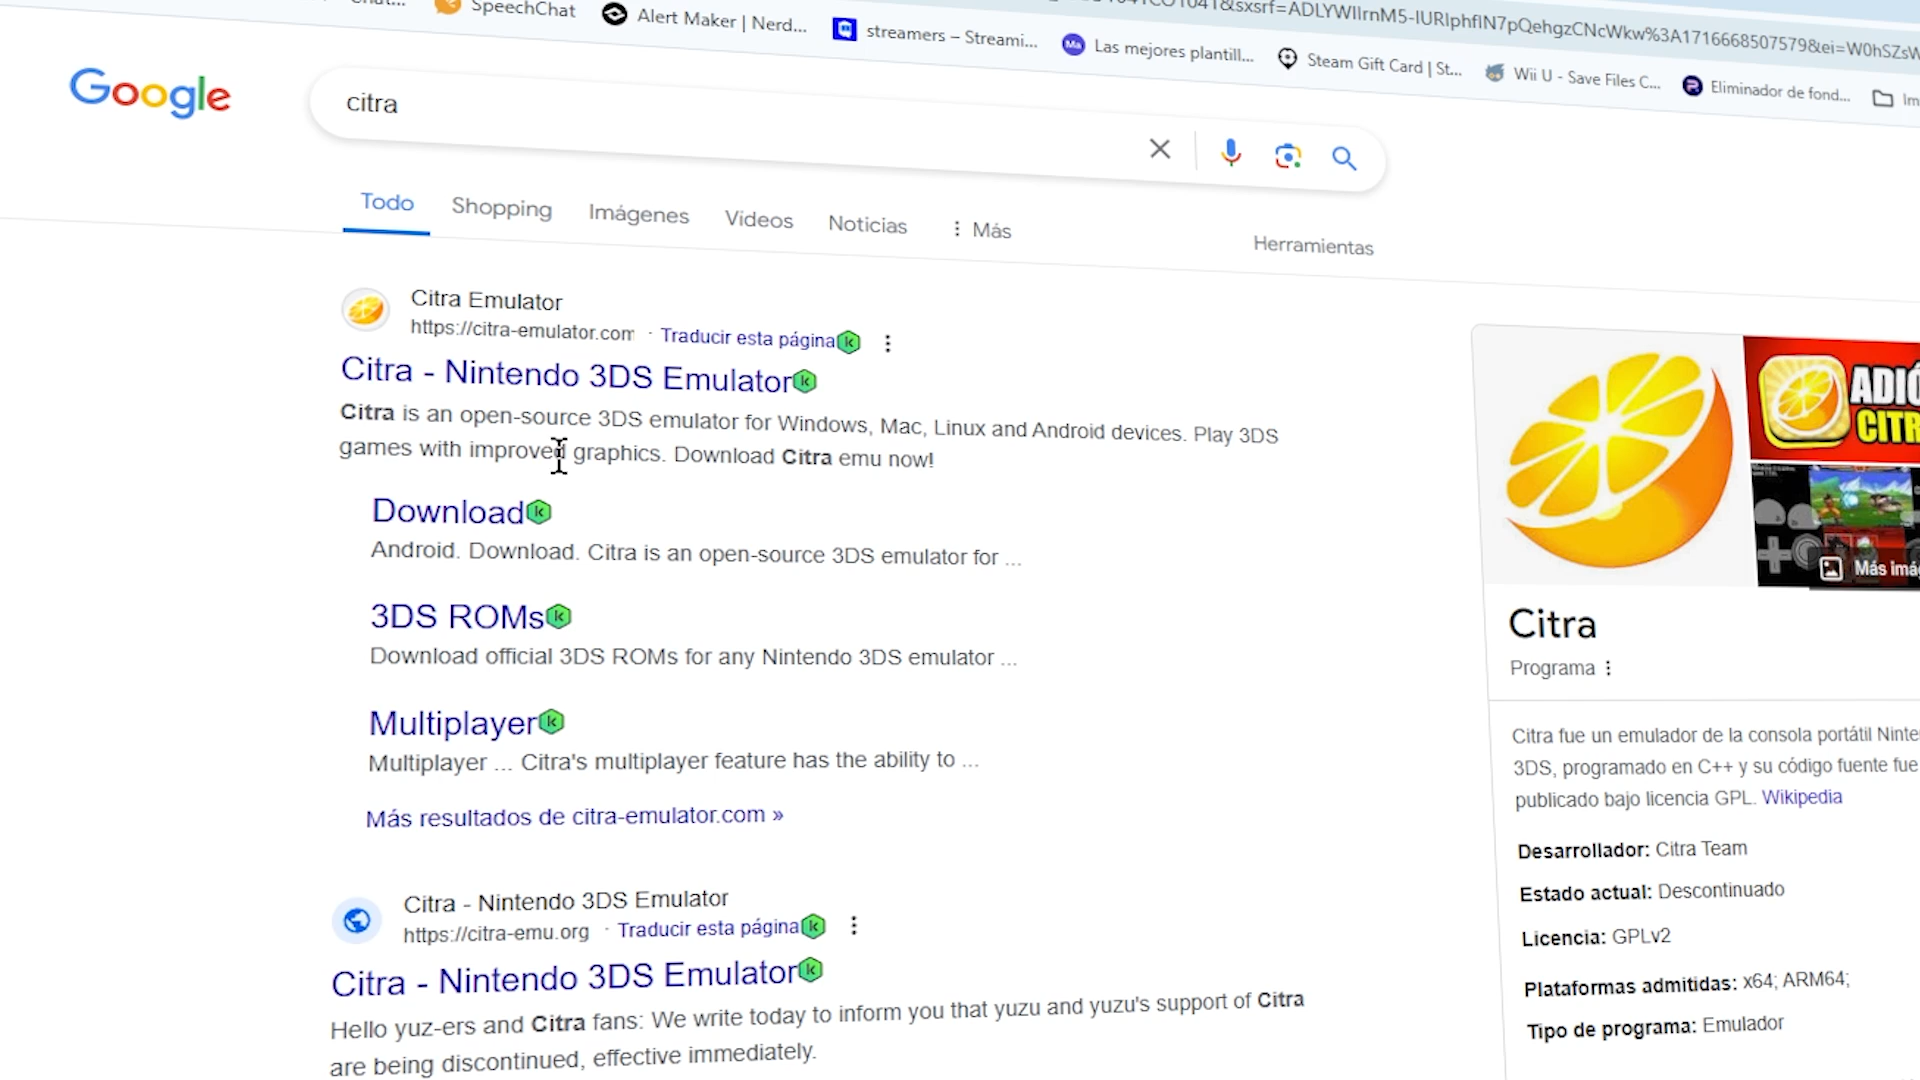 SpeechChat
Alert Maker | Nerd...
streamers – Streami...
Las mejores plantill...
Steam Gift Card | St...
Wii U - Save Files C...
Eliminador de fond...
Google
citra
Todo
Shopping
Imágenes
Videos
Noticias
Más
Herramientas
Citra Emulator
https://citra-emulator.com · Traducir esta página
Citra - Nintendo 3DS Emulator
Citra is an open-source 3DS emulator for Windows, Mac, Linux and Android devices. Play 3DS
games with improved graphics. Download Citra emu now!
Download
Android. Download. Citra is an open-source 3DS emulator for ...
3DS ROMs
Download official 3DS ROMs for any Nintendo 3DS emulator ...
Multiplayer
Multiplayer ... Citra's multiplayer feature has the ability to ...
Más resultados de citra-emulator.com »
Citra - Nintendo 3DS Emulator
https://citra-emu.org · Traducir esta página
Citra - Nintendo 3DS Emulator
Hello yuz-ers and Citra fans: We write today to inform you that yuzu and yuzu's support of Citra
are being discontinued, effective immediately.
ADIÓ
CITR
Más imá
Citra
Programa
Citra fue un emulador de la consola portátil Ninte
3DS, programado en C++ y su código fuente fue
publicado bajo licencia GPL. Wikipedia
Desarrollador: Citra Team
Estado actual: Descontinuado
Licencia: GPLv2
Plataformas admitidas: x64; ARM64;
Tipo de programa: Emulador